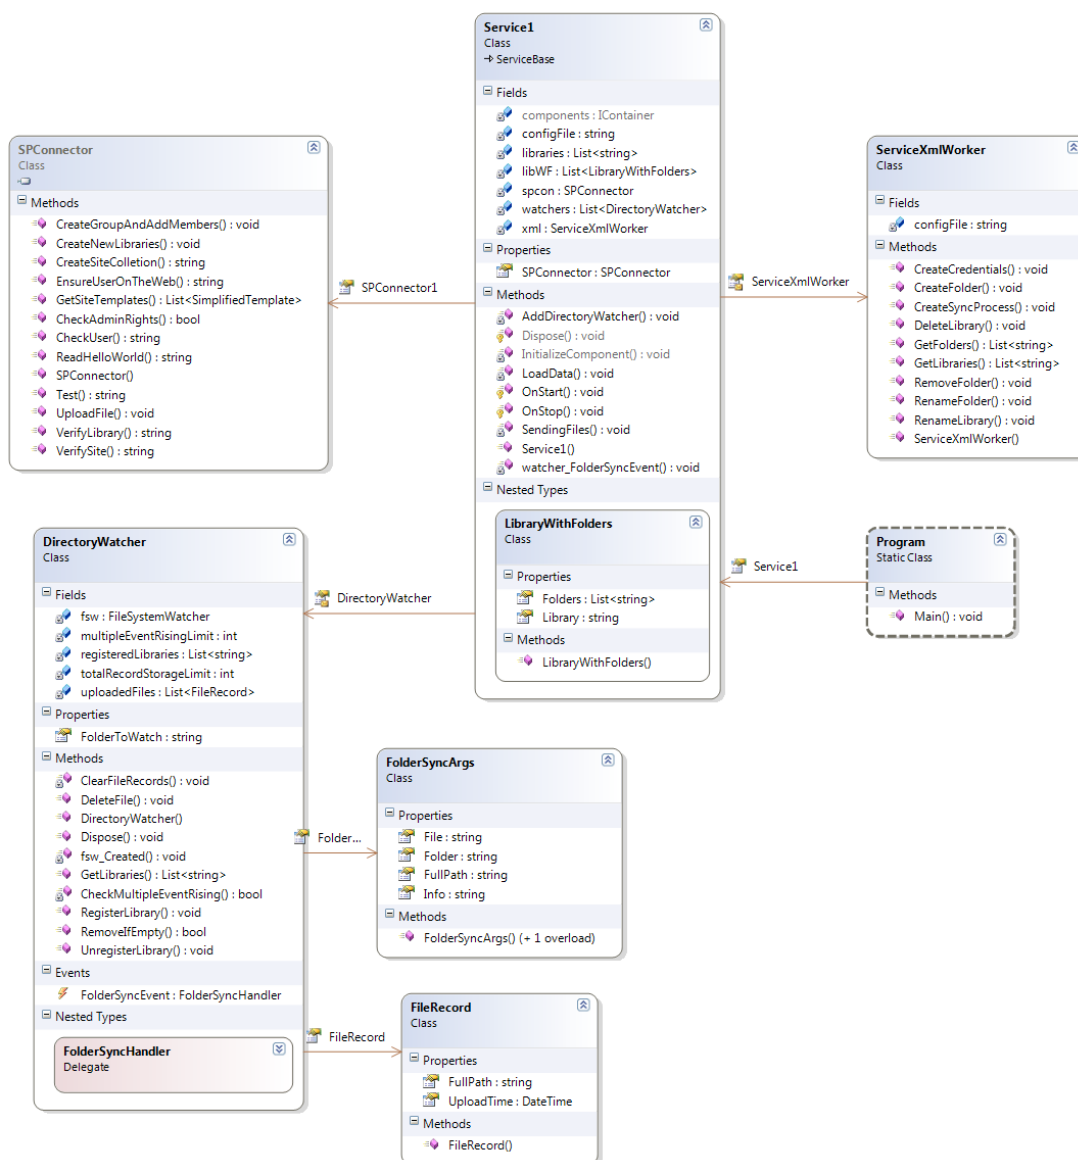 Service1
Class
ServiceBase
Fields
components : IContainer
configFile : string
libraries : List<string>
libWF : List<LibraryWithFolders>
spcon : SPConnector
watchers : List<DirectoryWatcher>
xml : ServiceXmlWorker
Properties
SPConnector : SPConnector
Methods
AddDirectoryWatcher() : void
Dispose() : void
InitializeComponent() : void
LoadData() : void
OnStart() : void
OnStop() : void
SendingFiles() : void
Service1()
watcher_FolderSyncEvent() : void
Nested Types
LibraryWithFolders
Class
Properties
Folders : List<string>
Library : string
Methods
LibraryWithFolders()
SPConnector
Class
Methods
CreateGroupAndAddMembers() : void
CreateNewLibraries() : void
CreateSiteColletion() : string
EnsureUserOnTheWeb() : string
GetSiteTemplates() : List<SimplifiedTemplate>
CheckAdminRights() : bool
CheckUser() : string
ReadHelloWorld() : string
SPConnector()
Test() : string
UploadFile() : void
VerifyLibrary() : string
VerifySite() : string
SPConnector1
ServiceXmlWorker
ServiceXmlWorker
Class
Fields
configFile : string
Methods
CreateCredentials() : void
CreateFolder() : void
CreateSyncProcess() : void
DeleteLibrary() : void
GetFolders() : List<string>
GetLibraries() : List<string>
RemoveFolder() : void
RenameFolder() : void
RenameLibrary() : void
ServiceXmlWorker()
Program
Static Class
Methods
Main() : void
Service1
DirectoryWatcher
DirectoryWatcher
Class
Fields
fsw : FileSystemWatcher
multipleEventRisingLimit : int
registeredLibraries : List<string>
totalRecordStorageLimit : int
uploadedFiles : List<FileRecord>
Properties
FolderToWatch : string
Methods
ClearFileRecords() : void
DeleteFile() : void
DirectoryWatcher()
Dispose() : void
fsw_Created() : void
GetLibraries() : List<string>
CheckMultipleEventRising() : bool
RegisterLibrary() : void
RemoveIfEmpty() : bool
UnregisterLibrary() : void
Events
FolderSyncEvent : FolderSyncHandler
Nested Types
FolderSyncHandler
Delegate
Folder...
FolderSyncArgs
Class
Properties
File : string
Folder : string
FullPath : string
Info : string
Methods
FolderSyncArgs() (+ 1 overload)
FileRecord
FileRecord
Class
Properties
FullPath : string
UploadTime : DateTime
Methods
FileRecord()